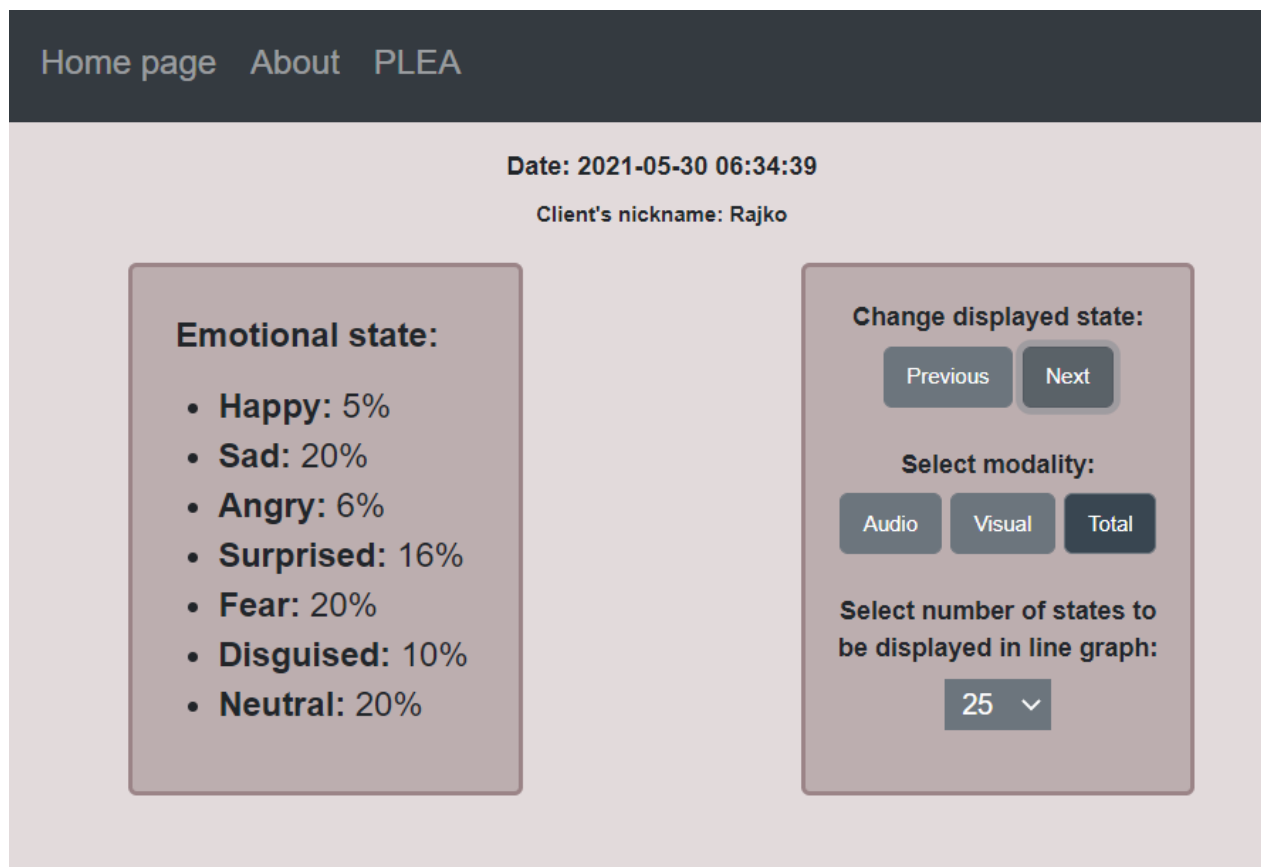 Home page About PLEA
Date: 2021-05-30 06:34:39
Client's nickname: Rajko
Emotional state:
Happy: 5%
Sad: 20%
Angry: 6%
Surprised: 16%
Fear: 20%
Disguised: 10%
Neutral: 20%
Change displayed state:
Previous Next
Select modality:
Audio Visual Total
Select number of states to
be displayed in line graph:
25